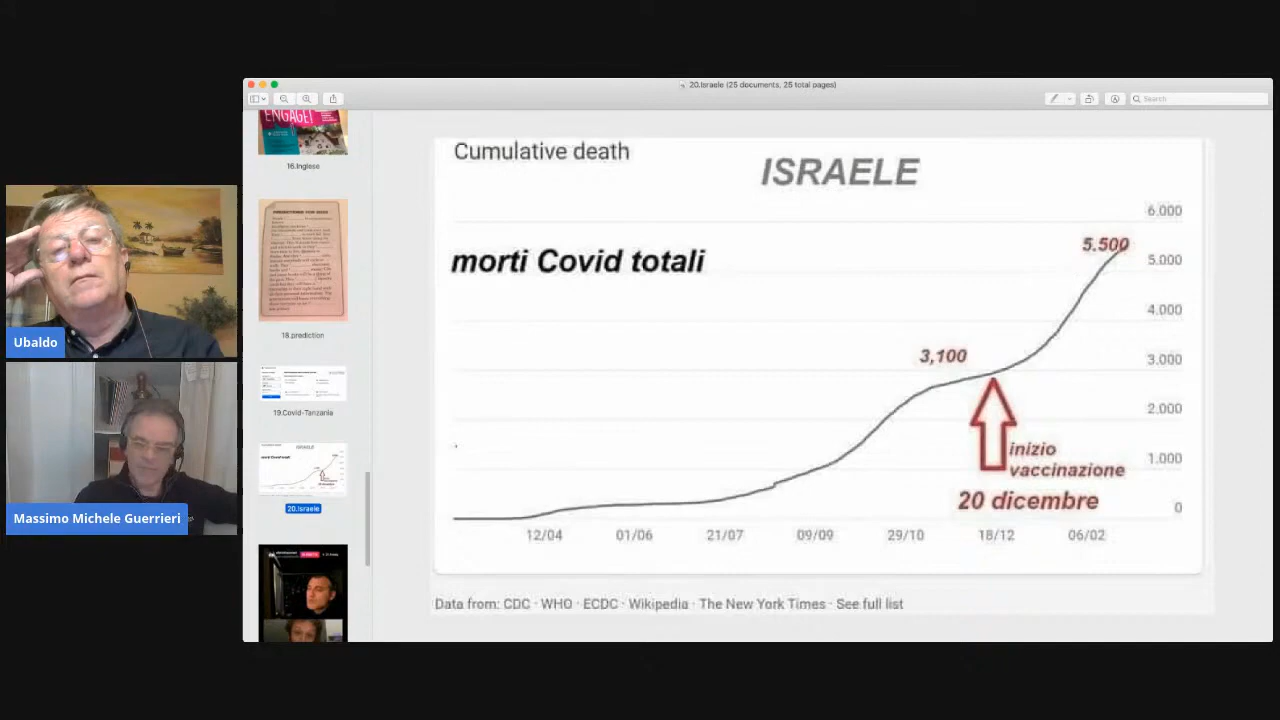 20.Israele (25 documents, 25 total pages)
Search
ENGAGE!
16.Inglese
18.prediction
19.Covid-Tanzania
20.Israele
Ubaldo
Massimo Michele Guerrieri
Cumulative death
ISRAELE
morti Covid totali
6.000
5.500
5.000
4.000
3,100
3.000
2.000
inizio
vaccinazione
1.000
20 dicembre
0
12/04 01/06 21/07 09/09 29/10 18/12 06/02
Data from: CDC · WHO · ECDC · Wikipedia · The New York Times · See full list